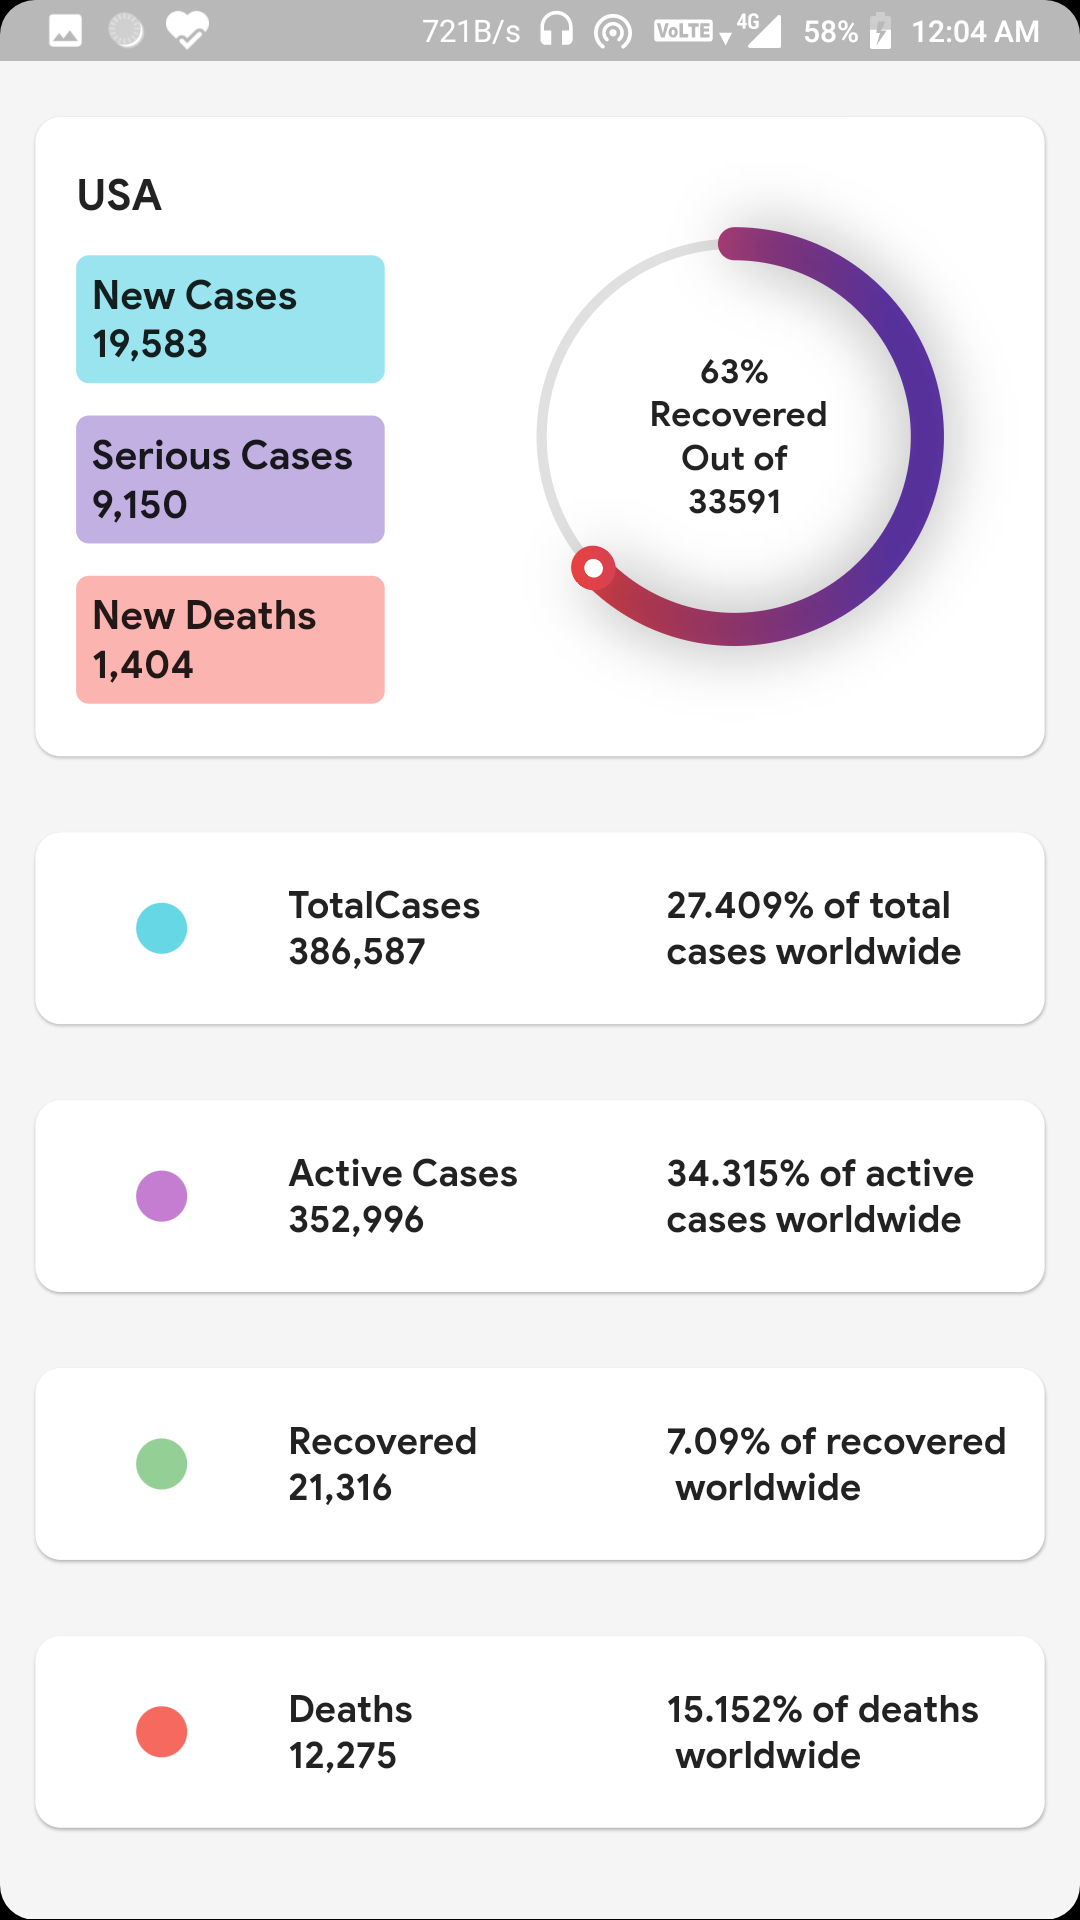 721B/s VoLTE 4G 58% 12:04 AM
USA
New Cases
19,583
Serious Cases
9,150
New Deaths
1,404
63%
Recovered
Out of
33591
TotalCases
386,587
27.409% of total
cases worldwide
Active Cases
352,996
34.315% of active
cases worldwide
Recovered
21,316
7.09% of recovered
worldwide
Deaths
12,275
15.152% of deaths
worldwide